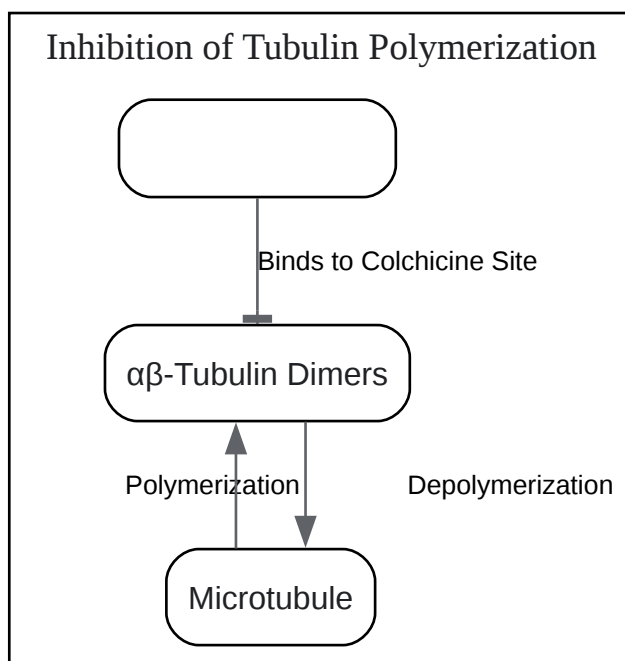 Inhibition of Tubulin Polymerization
Binds to Colchicine Site
αβ-Tubulin Dimers
Polymerization
Depolymerization
Microtubule